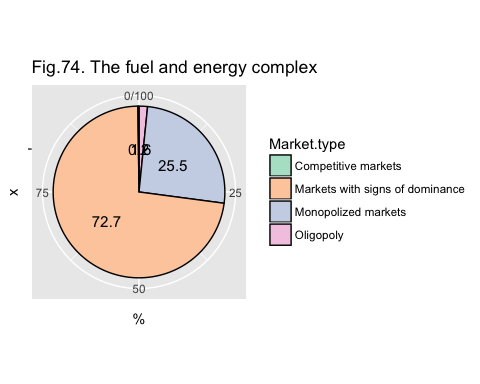 Fig.74. The fuel and energy complex
0/100
25.5
25
75
72.7
50
x
%
Market.type
Competitive markets
Markets with signs of dominance
Monopolized markets
Oligopoly